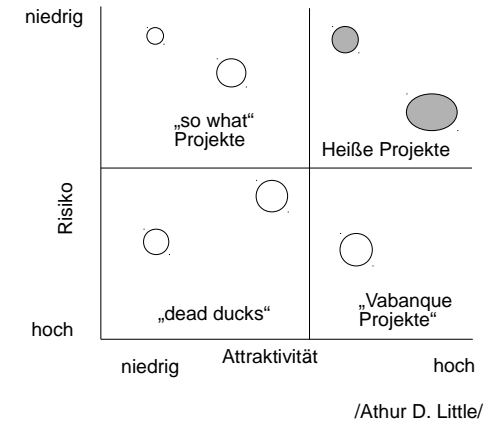 niedrig
„so what“
Projekte
Heiße Projekte
Risiko
„dead ducks“
„Vabanque
Projekte“
hoch
niedrig
Attraktivität
hoch
/Athur D. Little/